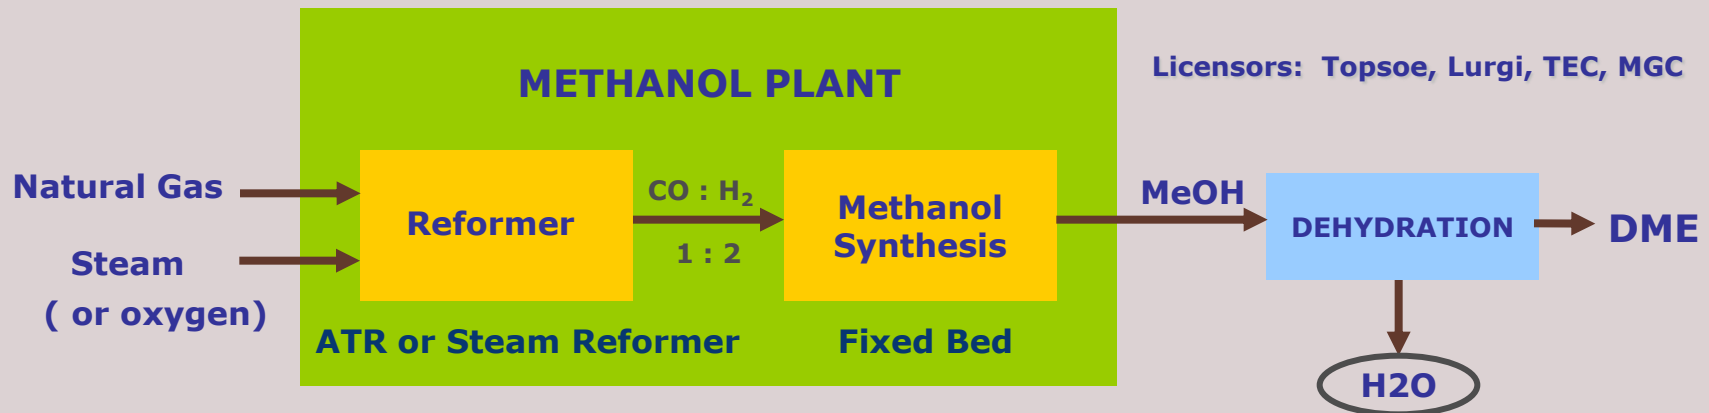 METHANOL PLANT
Licensors: Topsoe, Lurgi, TEC, MGC
Natural Gas
Steam
( or oxygen)
Reformer
CO : H₂
1 : 2
Methanol
Synthesis
MeOH
DEHYDRATION
DME
ATR or Steam Reformer
Fixed Bed
H2O